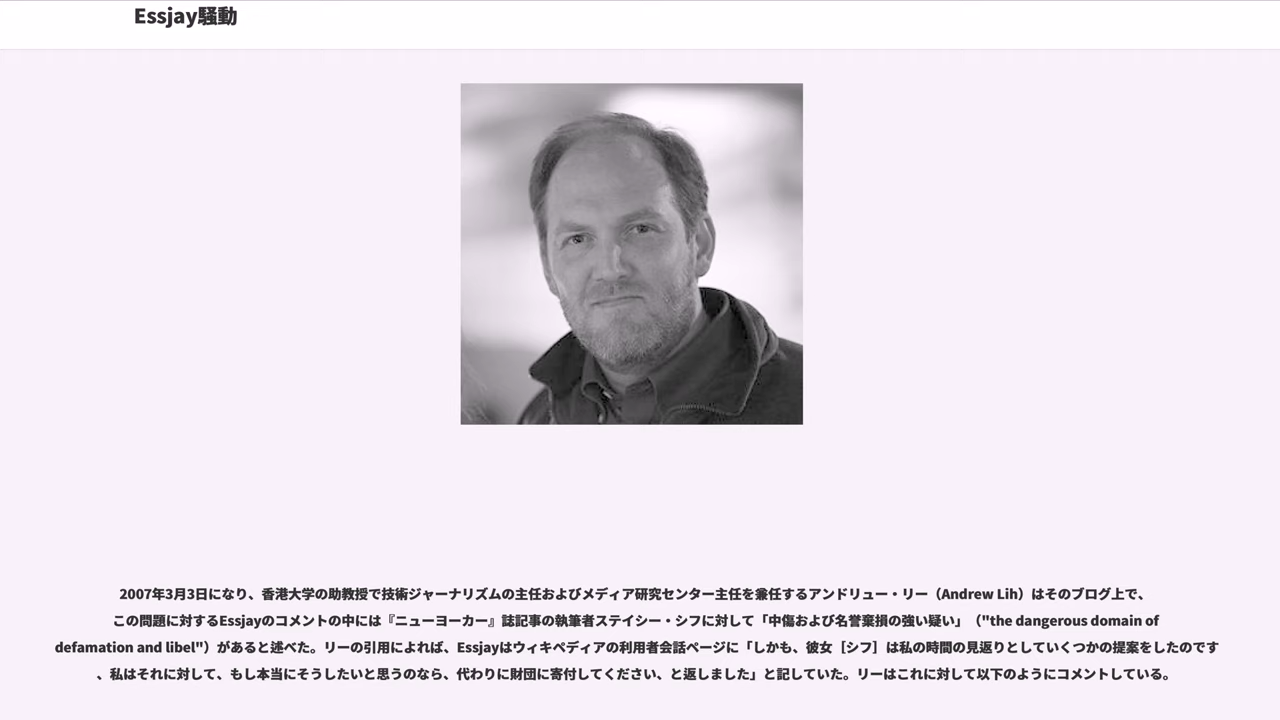 Essjay騒動
2007年3月3日になり、香港大学の助教授で技術ジャーナリズムの主任およびメディア研究センター主任を兼任するアンドリュー・リー（Andrew Lih）はそのブログ上で、
この問題に対するEssjayのコメントの中には『ニューヨーカー』誌記事の執筆者ステイシー・シフに対して「中傷および名誉棄損の強い疑い」（"the dangerous domain of
defamation and libel"）があると述べた。リーの引用によれば、Essjayはウィキペディアの利用者会話ページに「しかも、彼女［シフ］は私の時間の見返りとしていくつかの提案をしたのです
、私はそれに対して、もし本当にそうしたいと思うのなら、代わりに財団に寄付してください、と返しました」と記していた。リーはこれに対して以下のようにコメントしている。